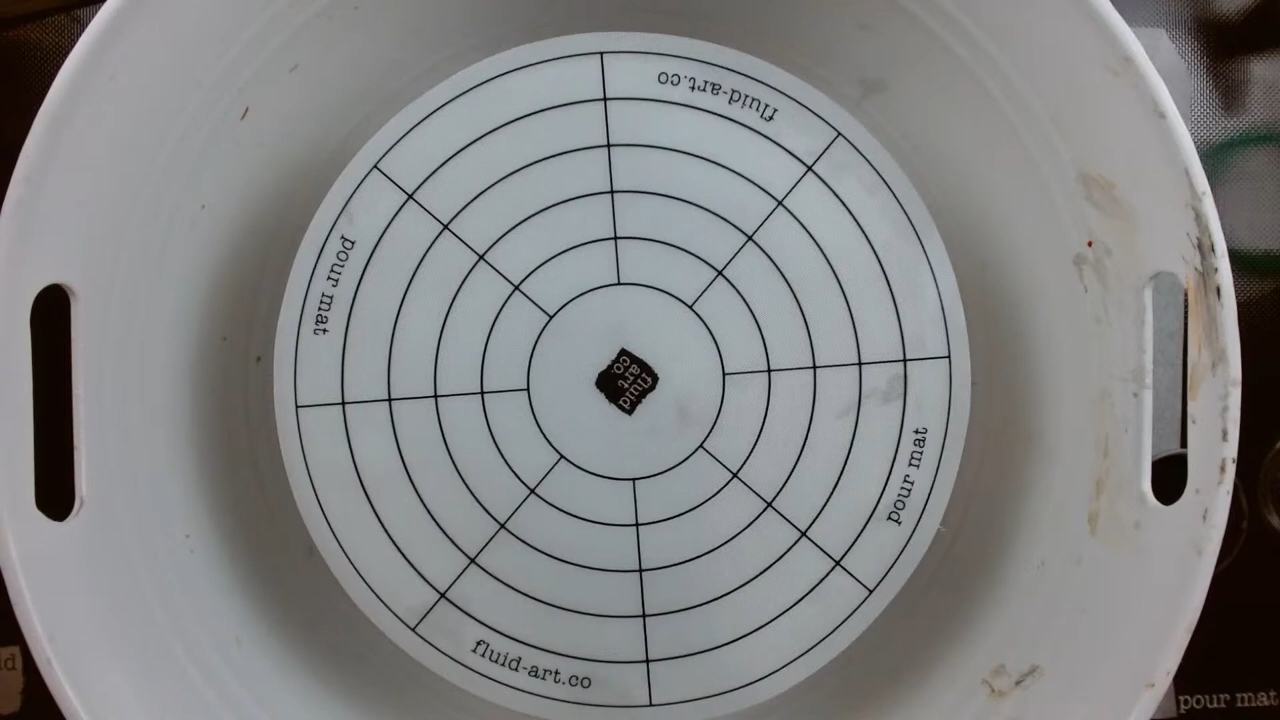 fluid-art.co
pour mat
fluid
art
co.
pour mat
fluid-art.co
pour mat